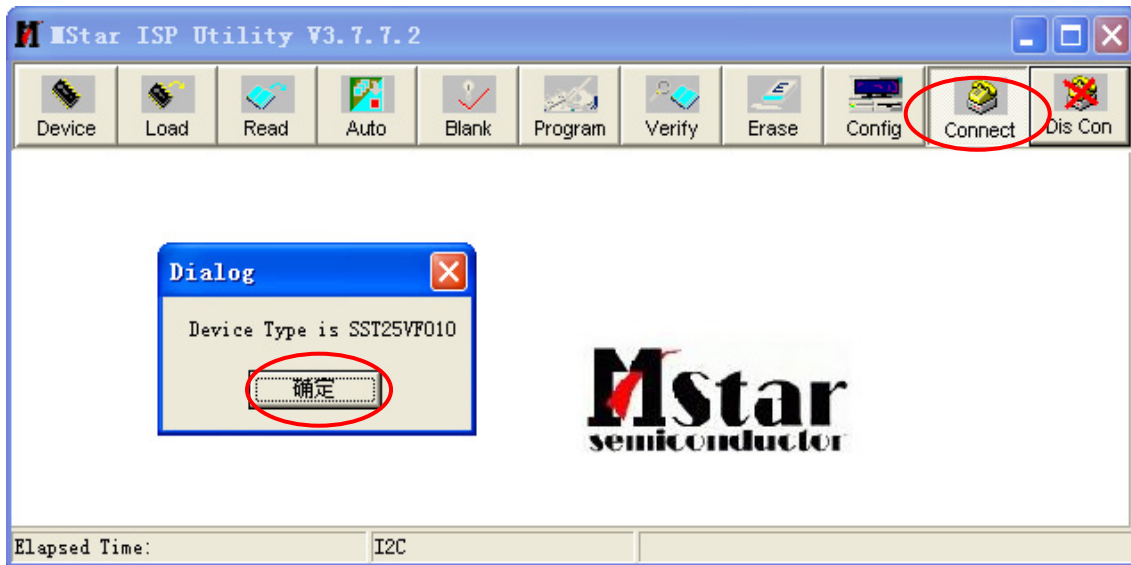 MStar ISP Utility V3.7.7.2
Device Load Read Auto Blank Program Verify Erase Config Connect Dis Con
Dialog
Device Type is SST25VF010
确定
MStar
semiconductor
Elapsed Time: I2C